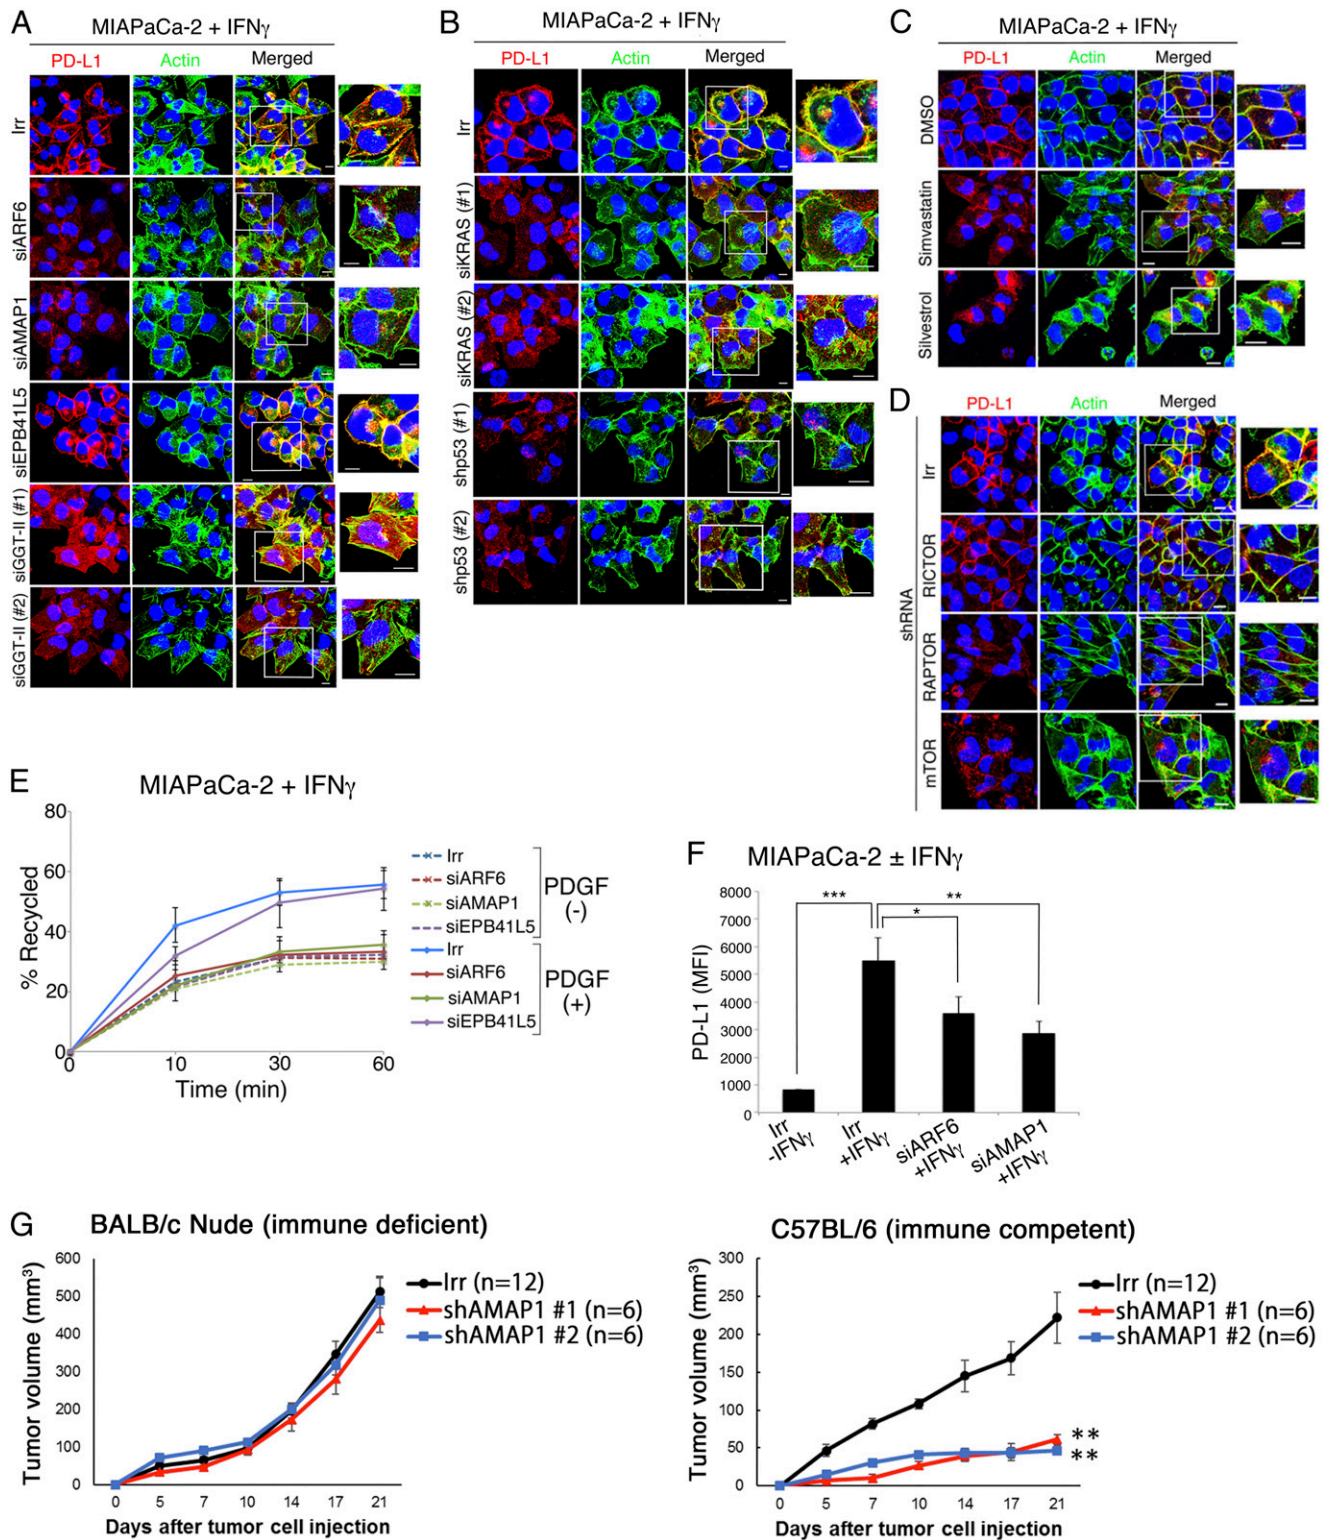 A
MIAPaCa-2 + IFNγ
PD-L1 Actin Merged
Irr
siARF6
siAMAP1
siEPB41L5
siGGT-II (#1)
siGGT-II (#2)
B
MIAPaCa-2 + IFNγ
PD-L1 Actin Merged
Irr
siKRAS (#1)
siKRAS (#2)
shp53 (#1)
shp53 (#2)
C
MIAPaCa-2 + IFNγ
PD-L1 Actin Merged
DMSO
Simvastatin
Silvestrol
D
PD-L1 Actin Merged
shRNA
Irr
RICTOR
RAPTOR
mTOR
E
MIAPaCa-2 + IFNγ
% Recycled
80
60
40
20
0
0 10 30 60
Time (min)
Irr
siARF6
siAMAP1
siEPB41L5
PDGF
(-)
Irr
siARF6
siAMAP1
siEPB41L5
PDGF
(+)
F
MIAPaCa-2 ± IFNγ
PD-L1 (MFI)
8000
7000
6000
5000
4000
3000
2000
1000
0
***
**
*
Irr
-IFNγ
Irr
+IFNγ
siARF6
+IFNγ
siAMAP1
+IFNγ
G
BALB/c Nude (immune deficient)
Tumor volume (mm³)
600
500
400
300
200
100
0
0 5 7 10 14 17 21
Days after tumor cell injection
Irr (n=12)
shAMAP1 #1 (n=6)
shAMAP1 #2 (n=6)
C57BL/6 (immune competent)
Tumor volume (mm³)
300
250
200
150
100
50
0
0 5 7 10 14 17 21
Days after tumor cell injection
Irr (n=12)
shAMAP1 #1 (n=6)
shAMAP1 #2 (n=6)
**
**